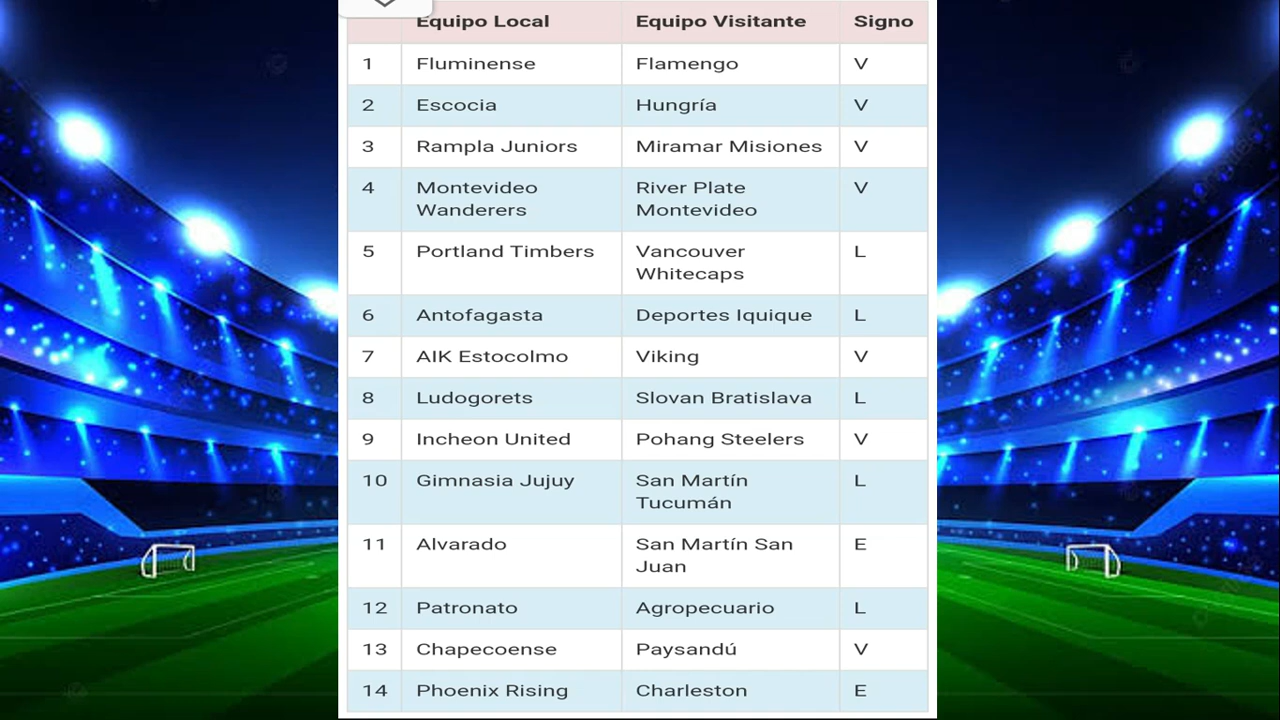 Equipo Local Equipo Visitante Signo
1 Fluminense Flamengo V
2 Escocia Hungría V
3 Rampla Juniors Miramar Misiones V
4 Montevideo River Plate V
Wanderers Montevideo
5 Portland Timbers Vancouver L
Whitecaps
6 Antofagasta Deportes Iquique L
7 AIK Estocolmo Viking V
8 Ludogorets Slovan Bratislava L
9 Incheon United Pohang Steelers V
10 Gimnasia Jujuy San Martín L
Tucumán
11 Alvarado San Martín San E
Juan
12 Patronato Agropecuario L
13 Chapecoense Paysandú V
14 Phoenix Rising Charleston E